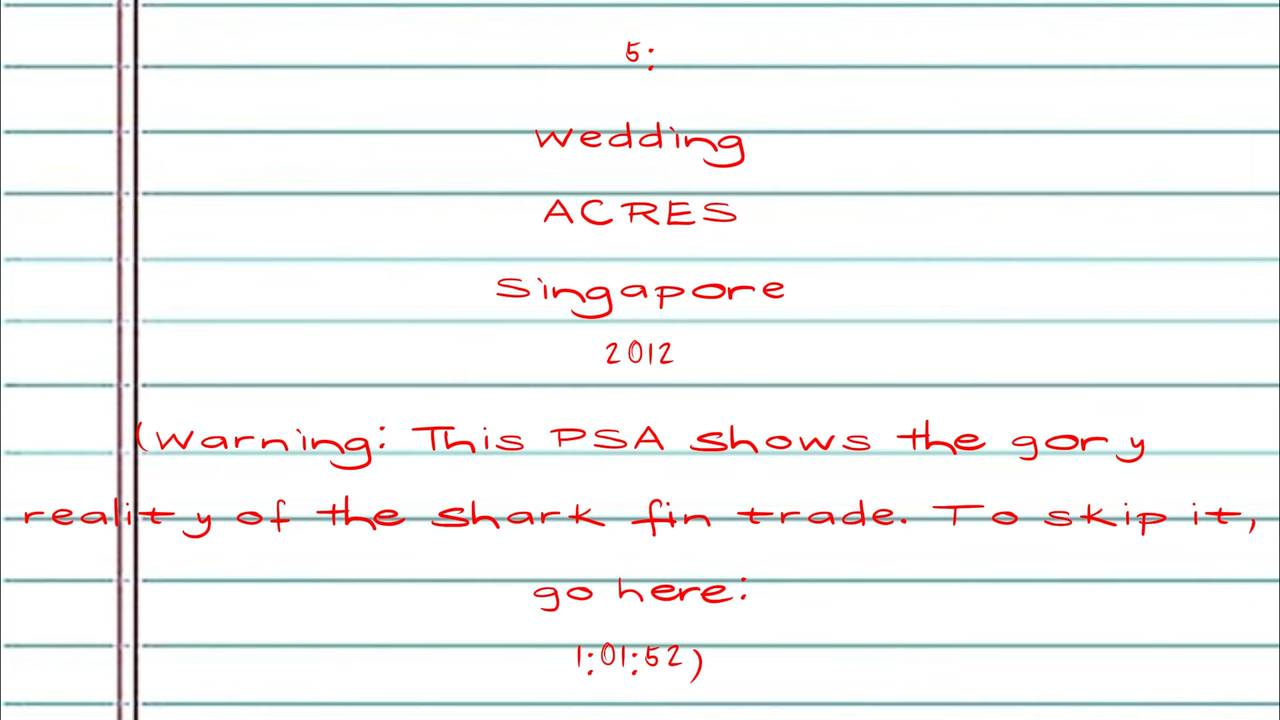 5:
Wedding
ACRES
Singapore
2012
(Warning: This PSA shows the gory
reality of the shark fin trade. To skip it,
go here:
1:01:52)